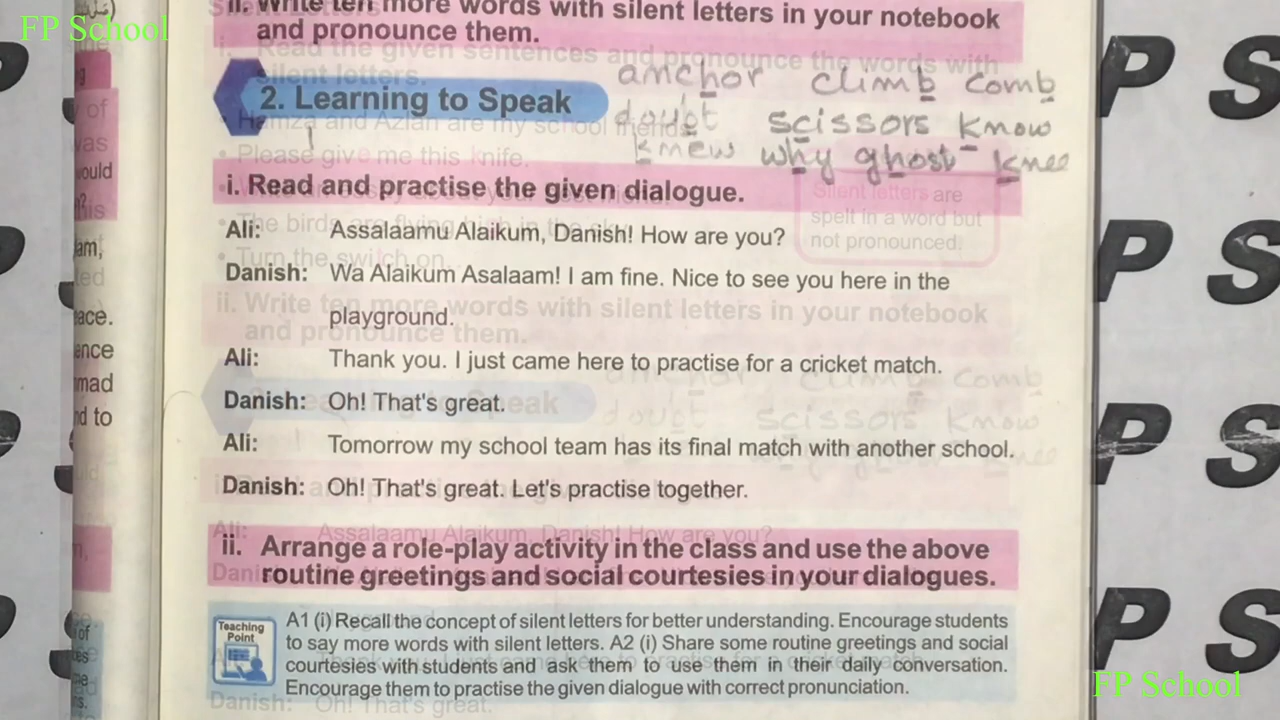 FP School
ii. Write ten more words with silent letters in your notebook
and pronounce them.
anchor climb comb
2. Learning to Speak
doubt scissors know
knew why ghost knee
i. Read and practise the given dialogue.
Silent letters are
spelt in a word but
not pronounced.
Ali: Assalaamu Alaikum, Danish! How are you?
Danish: Wa Alaikum Asalaam! I am fine. Nice to see you here in the
playground.
Ali: Thank you. I just came here to practise for a cricket match.
Danish: Oh! That's great.
Ali: Tomorrow my school team has its final match with another school.
Danish: Oh! That's great. Let's practise together.
ii. Arrange a role-play activity in the class and use the above
routine greetings and social courtesies in your dialogues.
Teaching
Point
A1 (i) Recall the concept of silent letters for better understanding. Encourage students
to say more words with silent letters. A2 (i) Share some routine greetings and social
courtesies with students and ask them to use them in their daily conversation.
Encourage them to practise the given dialogue with correct pronunciation.
P S
P S
P S
P S
FP School